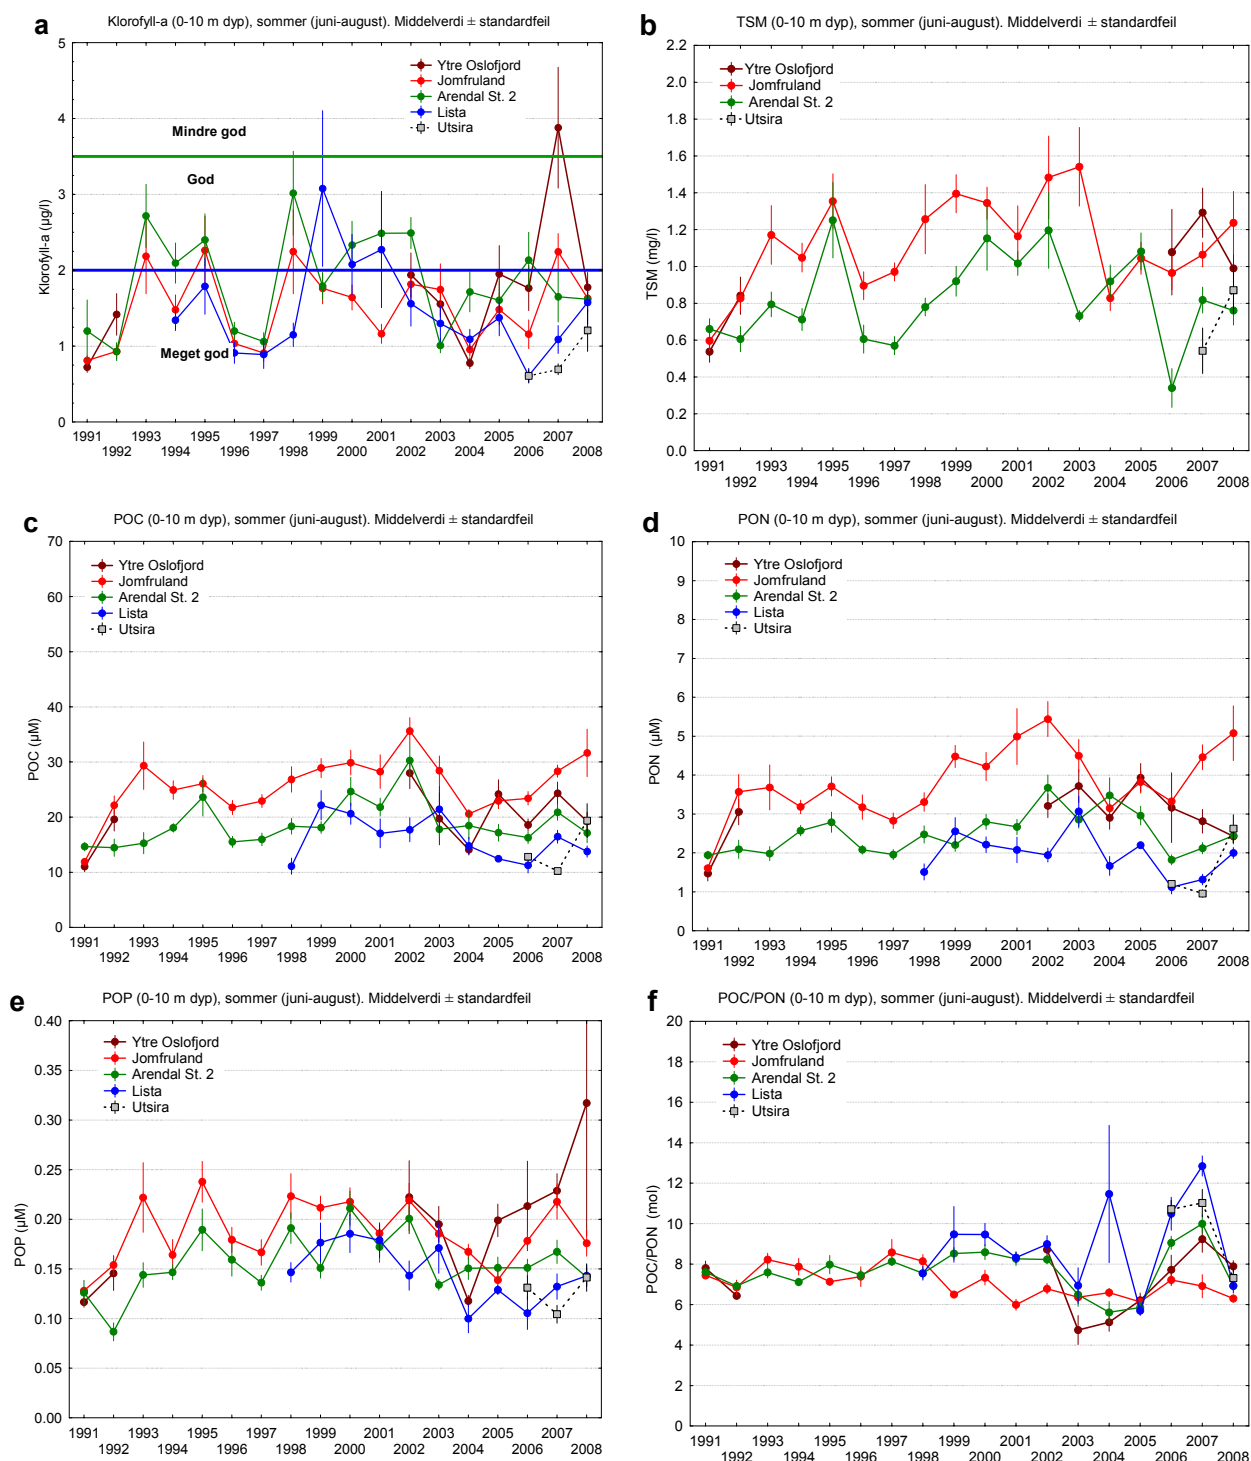 a
Klorofyll-a (0-10 m dyp), sommer (juni-august). Middelverdi ± standardfeil
Klorofyll-a (µg/l)
5
4
3
2
1
0
Ytre Oslofjord
Jomfruland
Arendal St. 2
Lista
Utsira
Mindre god
God
Meget god
1991 1993 1995 1997 1999 2001 2003 2005 2007
1992 1994 1996 1998 2000 2002 2004 2006 2008
b
TSM (0-10 m dyp), sommer (juni-august). Middelverdi ± standardfeil
TSM (mg/l)
2.2
2.0
1.8
1.6
1.4
1.2
1.0
0.8
0.6
0.4
0.2
0.0
Ytre Oslofjord
Jomfruland
Arendal St. 2
Utsira
1991 1993 1995 1997 1999 2001 2003 2005 2007
1992 1994 1996 1998 2000 2002 2004 2006 2008
c
POC (0-10 m dyp), sommer (juni-august). Middelverdi ± standardfeil
POC (µM)
70
60
50
40
30
20
10
0
Ytre Oslofjord
Jomfruland
Arendal St. 2
Lista
Utsira
1991 1993 1995 1997 1999 2001 2003 2005 2007
1992 1994 1996 1998 2000 2002 2004 2006 2008
d
PON (0-10 m dyp), sommer (juni-august). Middelverdi ± standardfeil
PON (µM)
10
9
8
7
6
5
4
3
2
1
0
Ytre Oslofjord
Jomfruland
Arendal St. 2
Lista
Utsira
1991 1993 1995 1997 1999 2001 2003 2005 2007
1992 1994 1996 1998 2000 2002 2004 2006 2008
e
POP (0-10 m dyp), sommer (juni-august). Middelverdi ± standardfeil
POP (µM)
0.40
0.35
0.30
0.25
0.20
0.15
0.10
0.05
0.00
Ytre Oslofjord
Jomfruland
Arendal St. 2
Lista
Utsira
1991 1993 1995 1997 1999 2001 2003 2005 2007
1992 1994 1996 1998 2000 2002 2004 2006 2008
f
POC/PON (0-10 m dyp), sommer (juni-august). Middelverdi ± standardfeil
POC/PON (mol)
20
18
16
14
12
10
8
6
4
2
0
Ytre Oslofjord
Jomfruland
Arendal St. 2
Lista
Utsira
1991 1993 1995 1997 1999 2001 2003 2005 2007
1992 1994 1996 1998 2000 2002 2004 2006 2008